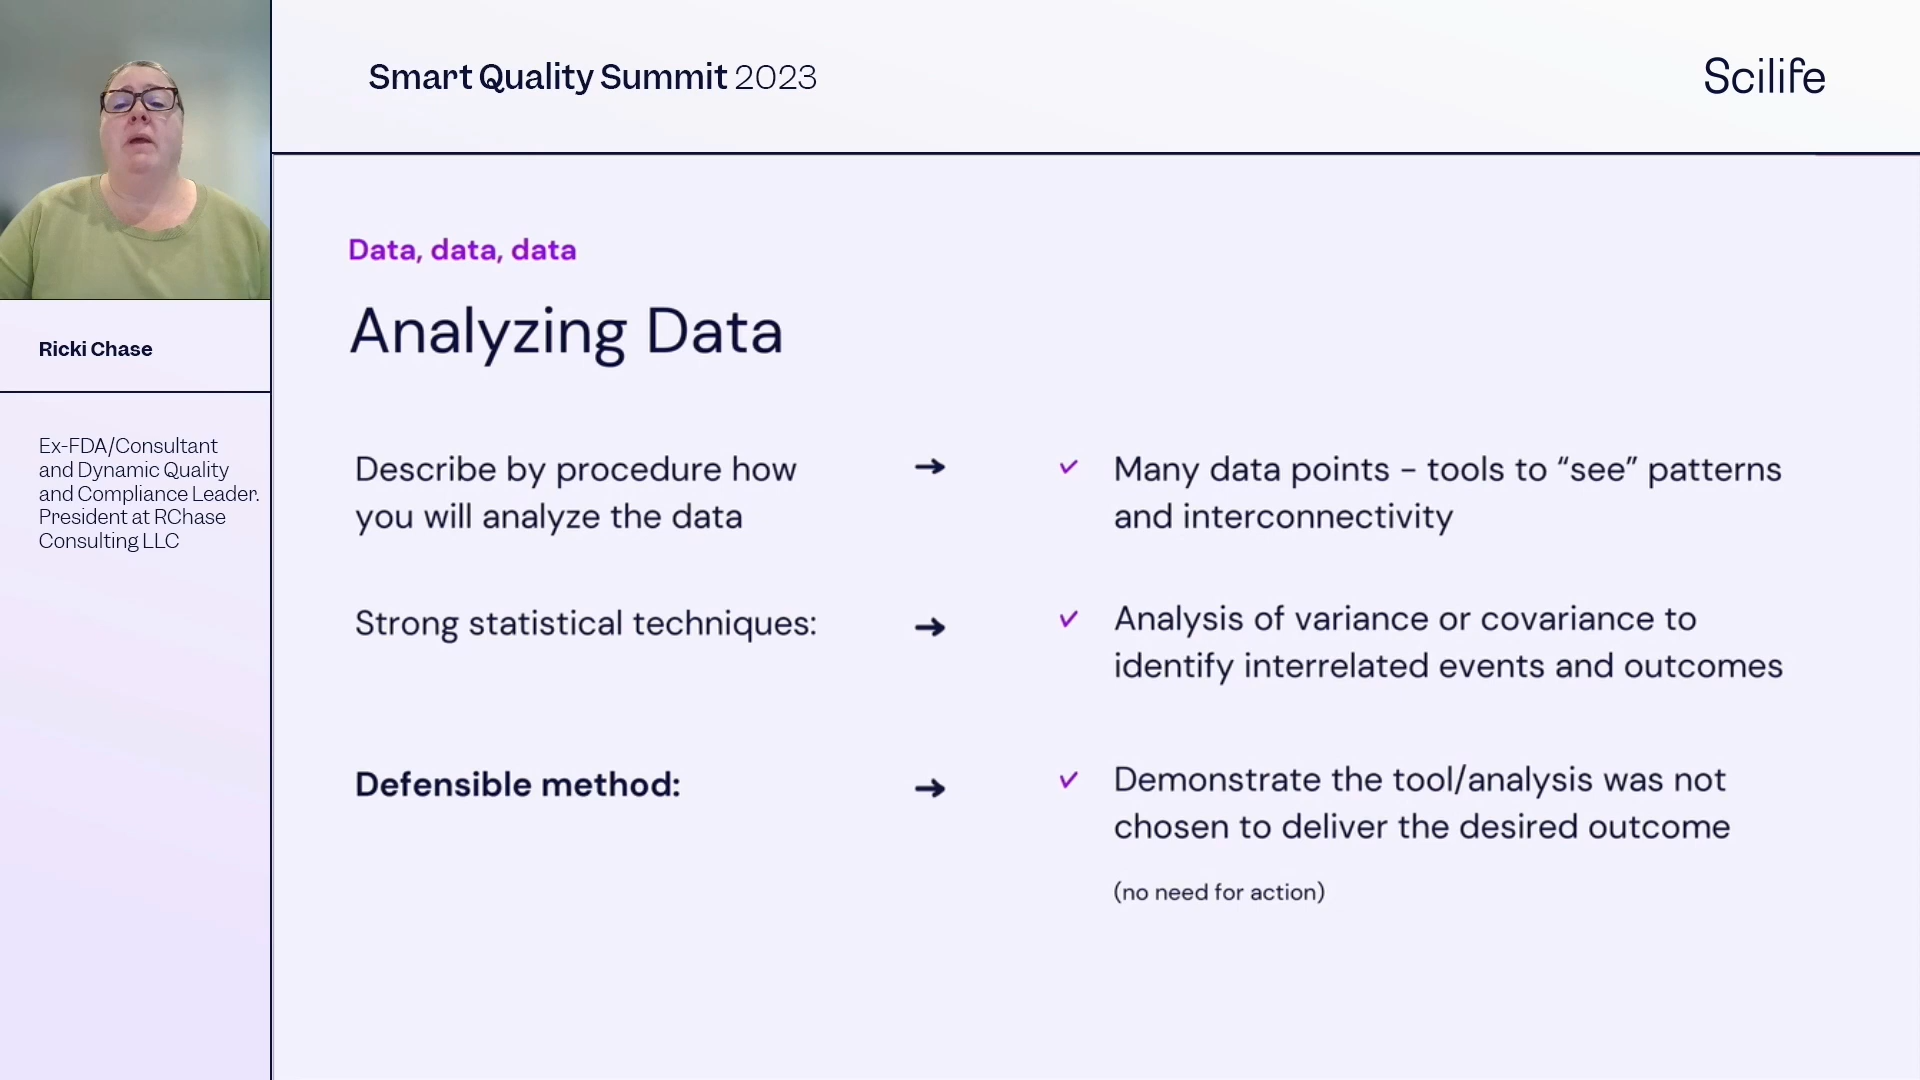 Smart Quality Summit 2023
Scilife
Ricki Chase
Ex-FDA/Consultant
and Dynamic Quality
and Compliance Leader.
President at RChase
Consulting LLC
Data, data, data
Analyzing Data
Describe by procedure how
you will analyze the data
→
✓ Many data points – tools to “see” patterns
and interconnectivity
Strong statistical techniques:
→
✓ Analysis of variance or covariance to
identify interrelated events and outcomes
Defensible method:
→
✓ Demonstrate the tool/analysis was not
chosen to deliver the desired outcome
(no need for action)